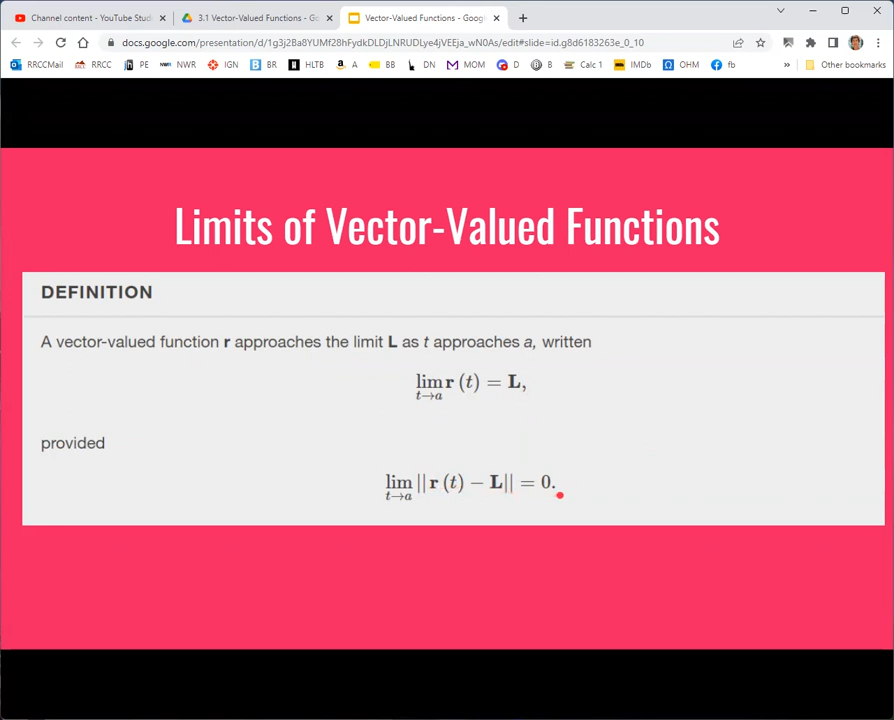 Channel content - YouTube Stud
3.1 Vector-Valued Functions - Go
Vector-Valued Functions - Goog
docs.google.com/presentation/d/1g3j2Ba8YUMf28hFydkDLDjLNRUDLye4jVEEja_wN0As/edit#slide=id.g8d6183263e_0_10
RRCCMail RRCC PE NWR IGN BR HLTB A BB DN MOM D B Calc 1 IMDb OHM fb » Other bookmarks
Limits of Vector-Valued Functions
DEFINITION
A vector-valued function r approaches the limit L as t approaches a, written
lim r (t) = L,
t→a
provided
lim ||r (t) − L|| = 0.
t→a